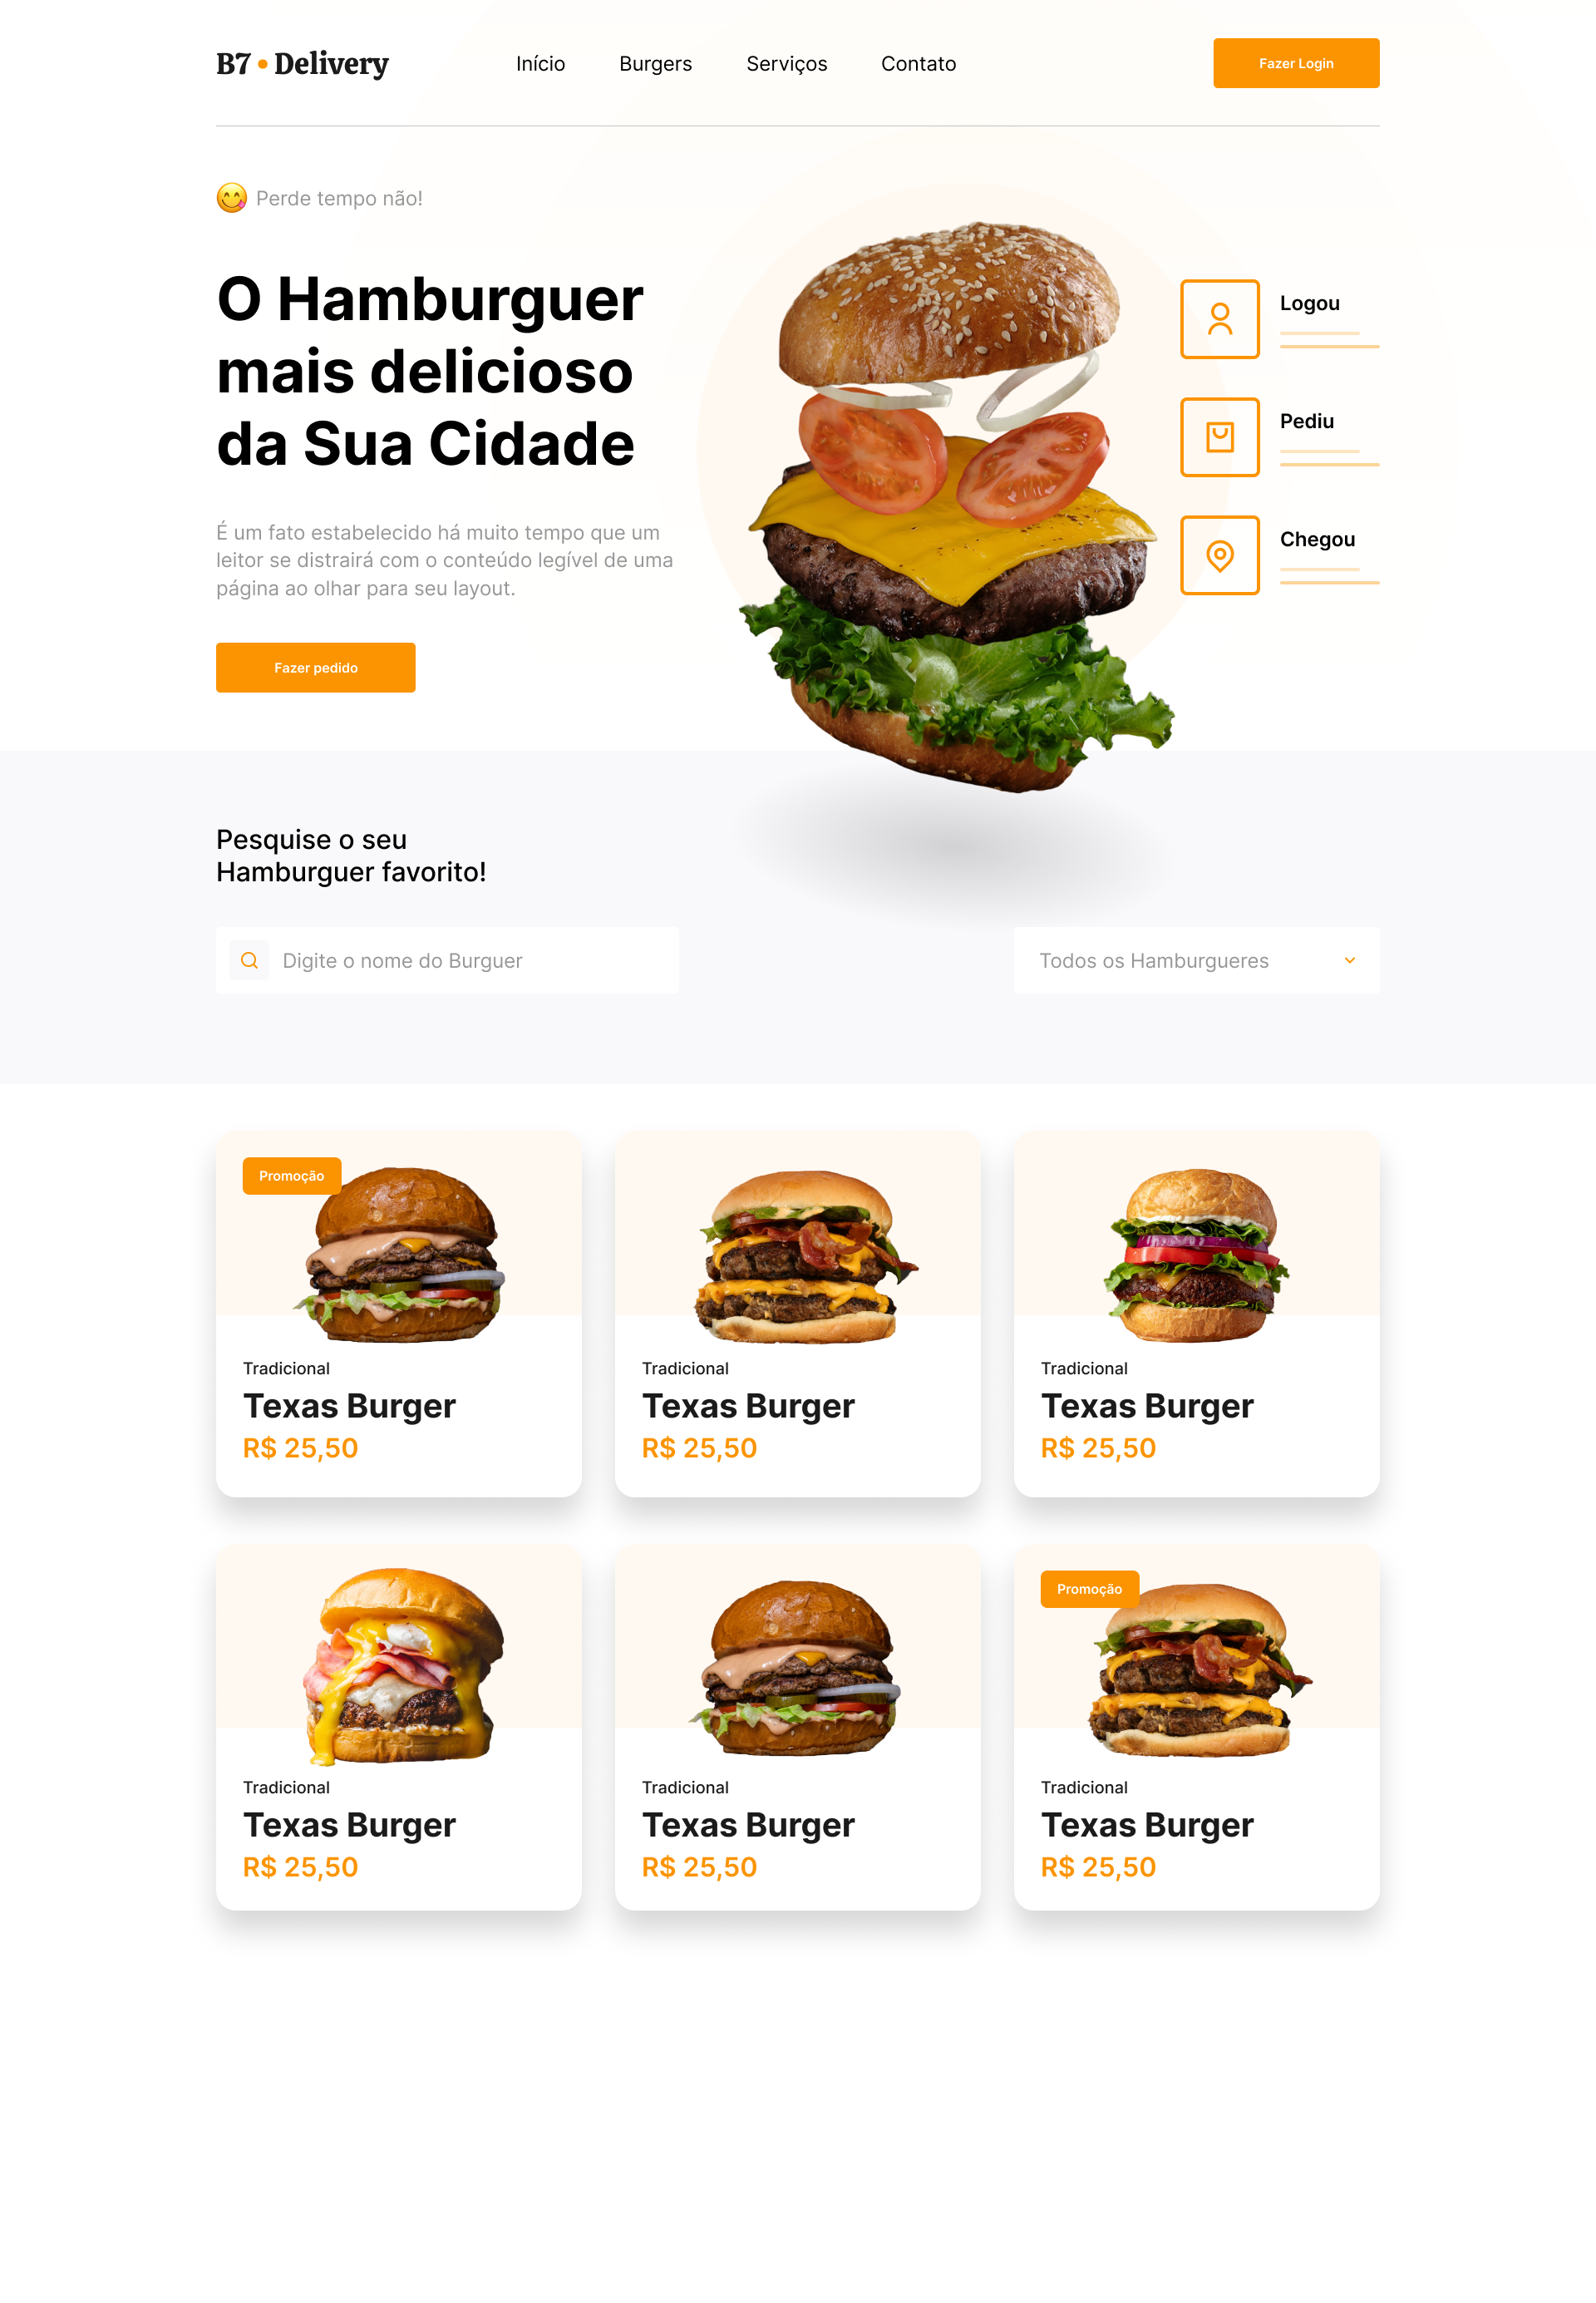 B7 • Delivery
Início Burgers Serviços Contato
Fazer Login
Perde tempo não!
O Hamburguer
mais delicioso
da Sua Cidade
É um fato estabelecido há muito tempo que um
leitor se distrairá com o conteúdo legível de uma
página ao olhar para seu layout.
Fazer pedido
Logou
Pediu
Chegou
Pesquise o seu
Hamburguer favorito!
Digite o nome do Burguer
Todos os Hamburgueres
Promoção
Tradicional
Texas Burger
R$ 25,50
Tradicional
Texas Burger
R$ 25,50
Tradicional
Texas Burger
R$ 25,50
Tradicional
Texas Burger
R$ 25,50
Tradicional
Texas Burger
R$ 25,50
Promoção
Tradicional
Texas Burger
R$ 25,50